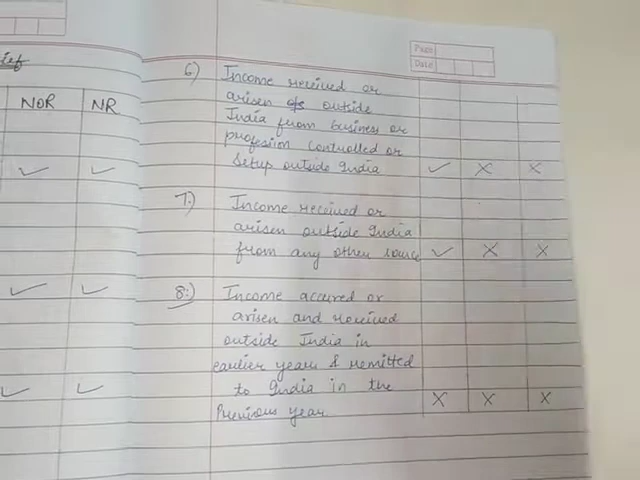 Page:
Date:
NOR NR
✓ ✓
✓ ✓
✓ ✓
6) Income received or
arisen outside
India from business or
profession controlled or
setup outside India ✓ × ×
7.) Income received or
arisen outside India
from any other source ✓ × ×
8.) Income accured or
arisen and received
outside India in
earlier years & remitted
to India in the
Previous year × × ×